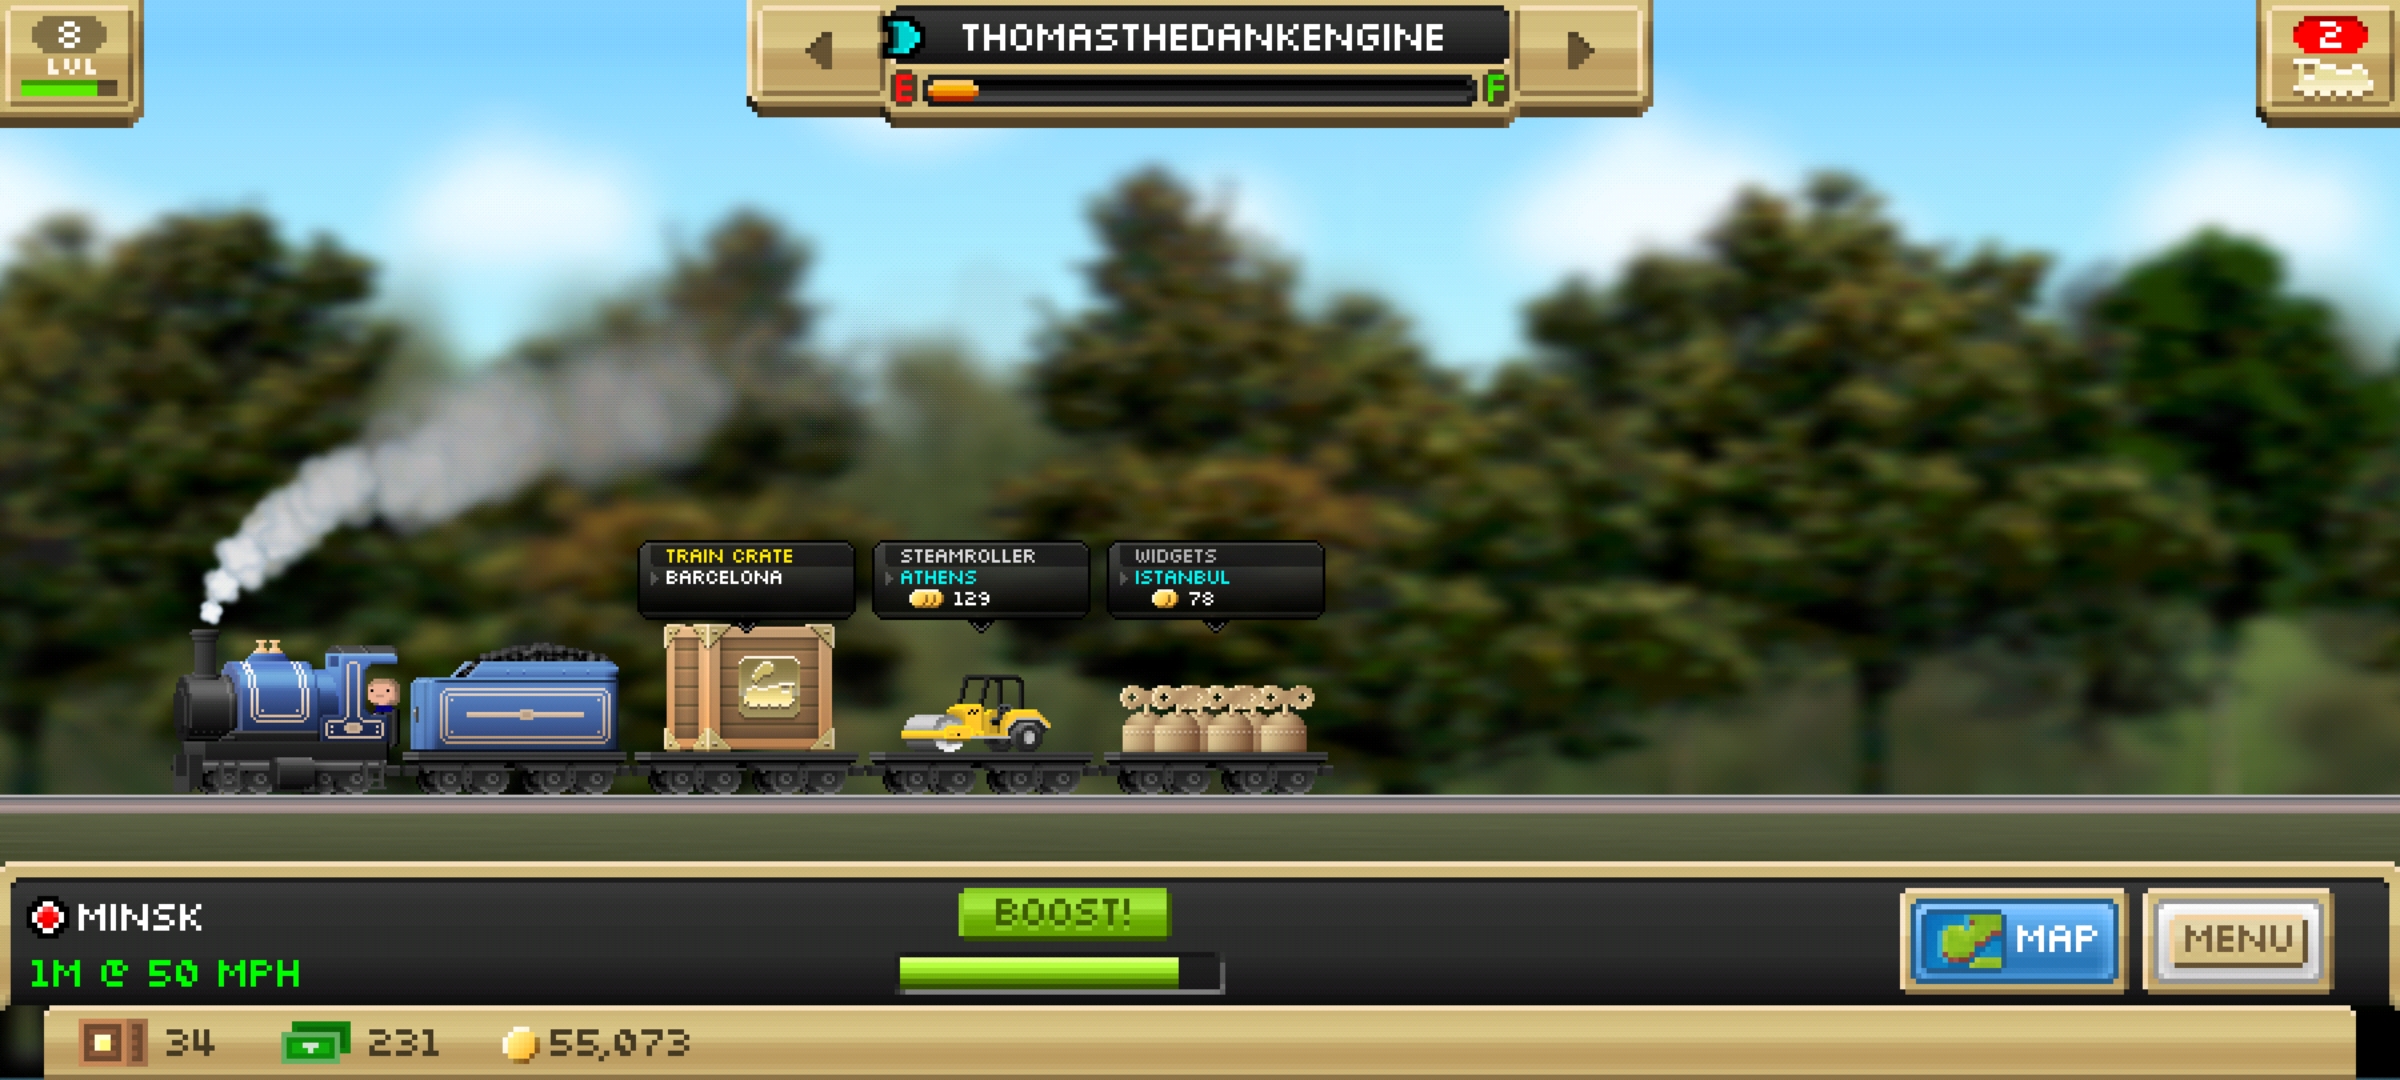 8
LVL
THOMASTHEDANKENGINE
E
F
2
TRAIN CRATE
BARCELONA
STEAMROLLER
ATHENS
129
WIDGETS
ISTANBUL
78
MINSK
1M @ 50 MPH
BOOST!
MAP
MENU
34
231
55,073